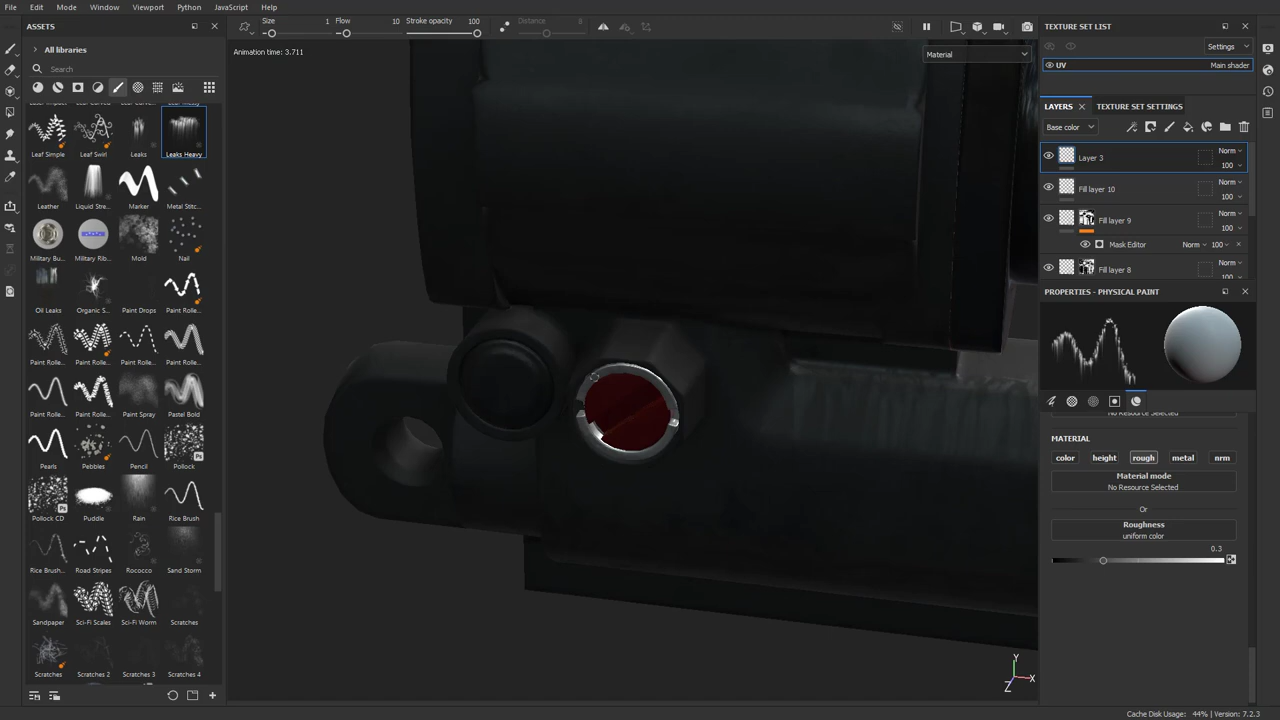 File Edit Mode Window Viewport Python JavaScript Help
ASSETS
All libraries
Search
Size 1 Flow 10 Stroke opacity 100 Distance 8
Animation time: 3.711
Material
Leaf Simple Leaf Swirl Leaks Leaks Heavy
Leather Liquid Stre... Marker Metal Stitc...
Military Bu... Military Rib... Mold Nail
Oil Leaks Organic S... Paint Drops Paint Rolle...
Paint Rolle... Paint Rolle... Paint Rolle... Paint Rolle...
Paint Rolle... Paint Rolle... Paint Spray Pastel Bold
Pearls Pebbles Pencil Pollock
Pollock CD Puddle Rain Rice Brush
Rice Brush... Road Stripes Rococco Sand Storm
Sandpaper Sci-Fi Scales Sci-Fi Worm Scratches
Scratches Scratches 2 Scratches 3 Scratches 4
TEXTURE SET LIST
Settings
UV Main shader
LAYERS TEXTURE SET SETTINGS
Base color
Layer 3 Norm 100
Fill layer 10 Norm 100
Fill layer 9 Norm 100
Mask Editor Norm 100
Fill layer 8 Norm 100
PROPERTIES - PHYSICAL PAINT
No Resource Selected
MATERIAL
color height rough metal nrm
Material mode
No Resource Selected
Or
Roughness
uniform color
0.3
Y
X
Z
Cache Disk Usage: 44% | Version: 7.2.3